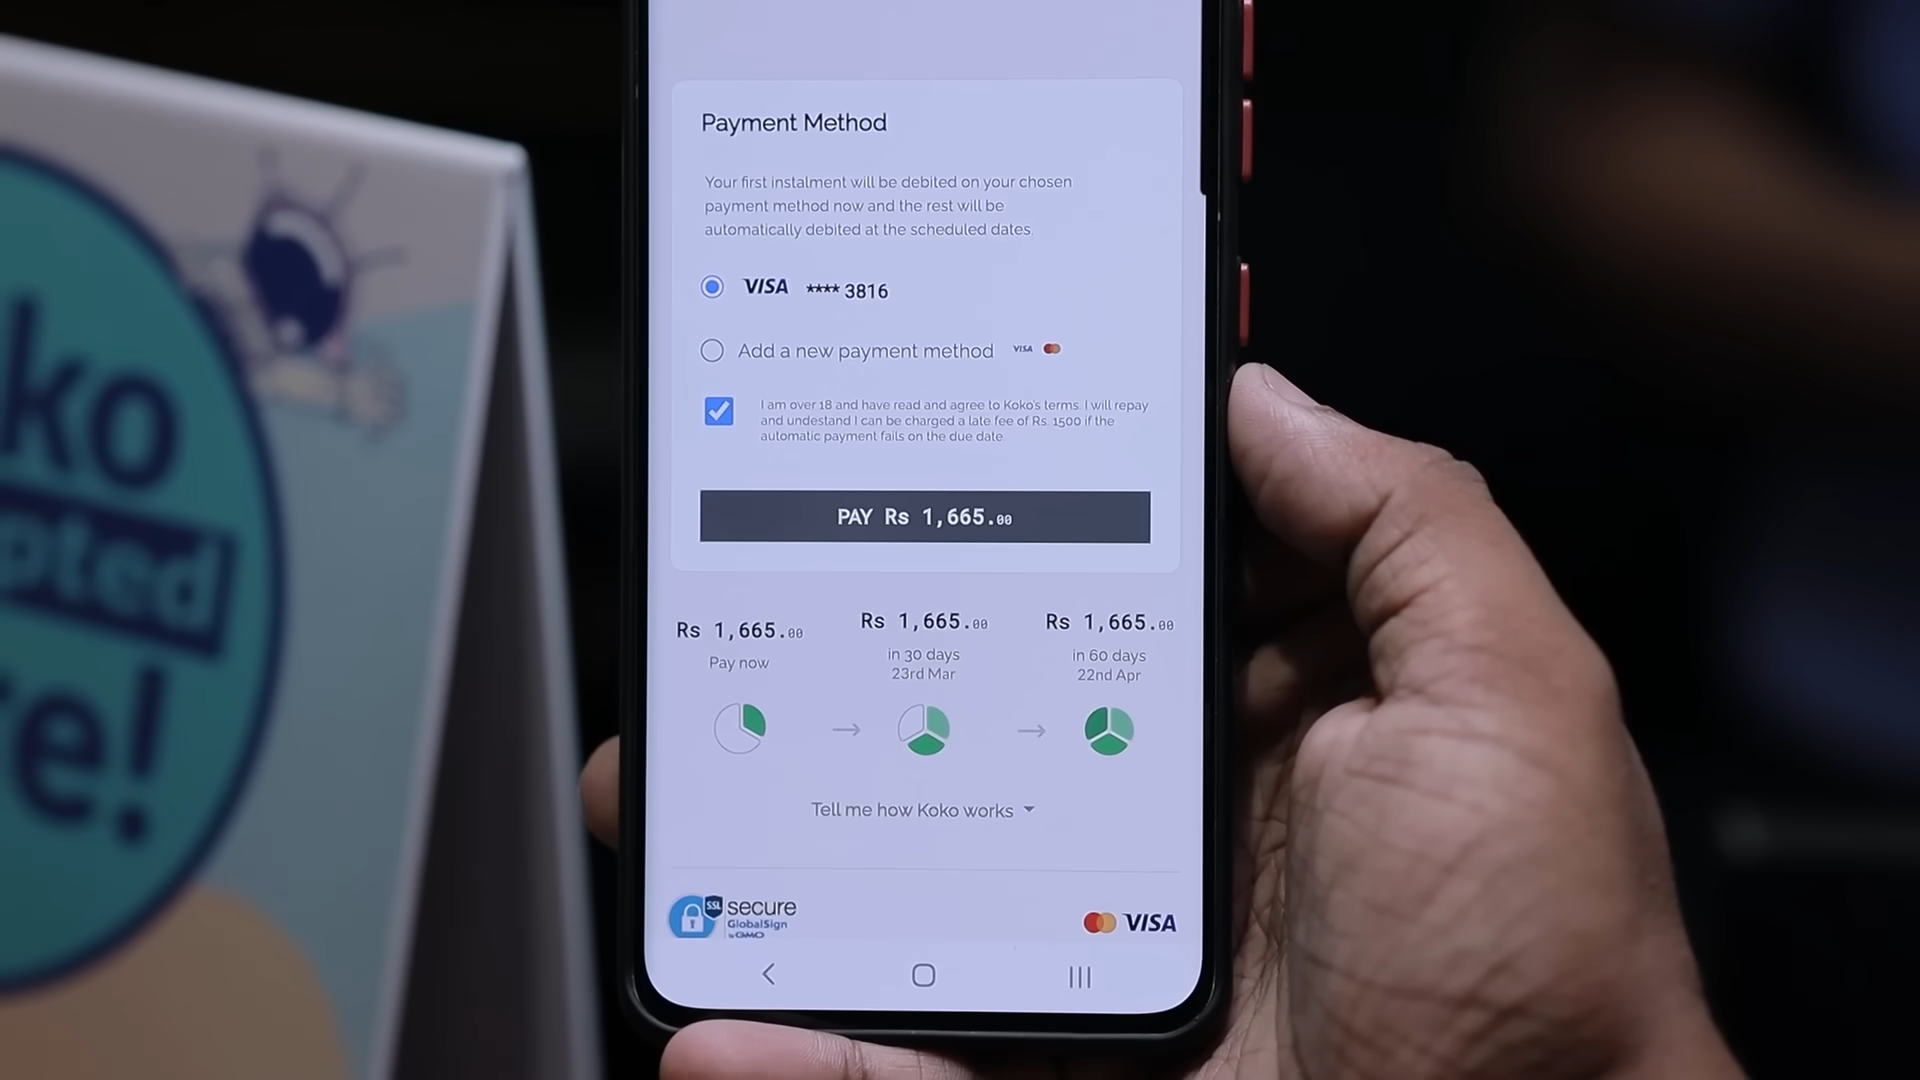 Payment Method
Your first instalment will be debited on your chosen
payment method now and the rest will be
automatically debited at the scheduled dates.
VISA **** 3816
Add a new payment method VISA
I am over 18 and have read and agree to Koko's terms. I will repay
and undestand I can be charged a late fee of Rs. 1500 if the
automatic payment fails on the due date.
PAY Rs 1,665.00
Rs 1,665.00 Rs 1,665.00 Rs 1,665.00
Pay now in 30 days in 60 days
23rd Mar 22nd Apr
Tell me how Koko works
SSL secure
GlobalSign
by GMO
VISA
ko
pted
re!